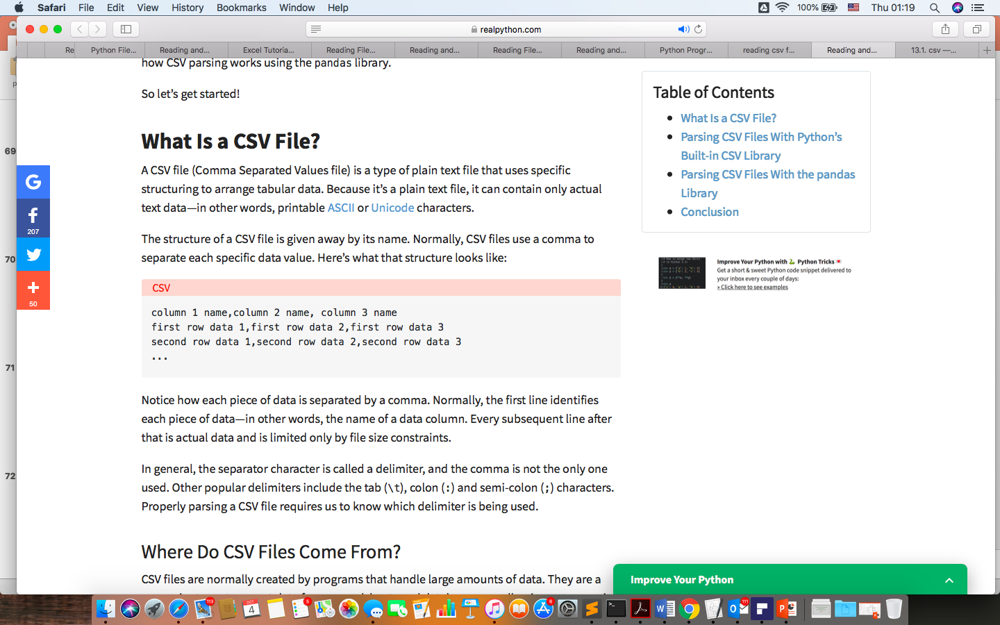 Safari File Edit View History Bookmarks Window Help
100% Thu 01:19
realpython.com
Re
Python File...
Reading and...
Excel Tutoria...
Reading File...
Reading and...
Reading File...
Reading and...
Python Progr...
reading csv f...
Reading and...
13.1. csv —...
69
70
71
72
207
50
how CSV parsing works using the pandas library.
So let's get started!
What Is a CSV File?
A CSV file (Comma Separated Values file) is a type of plain text file that uses specific
structuring to arrange tabular data. Because it's a plain text file, it can contain only actual
text data—in other words, printable ASCII or Unicode characters.
The structure of a CSV file is given away by its name. Normally, CSV files use a comma to
separate each specific data value. Here's what that structure looks like:
CSV
column 1 name,column 2 name, column 3 name
first row data 1,first row data 2,first row data 3
second row data 1,second row data 2,second row data 3
...
Notice how each piece of data is separated by a comma. Normally, the first line identifies
each piece of data—in other words, the name of a data column. Every subsequent line after
that is actual data and is limited only by file size constraints.
In general, the separator character is called a delimiter, and the comma is not the only one
used. Other popular delimiters include the tab (\t), colon (:) and semi-colon (;) characters.
Properly parsing a CSV file requires us to know which delimiter is being used.
Where Do CSV Files Come From?
CSV files are normally created by programs that handle large amounts of data. They are a
Table of Contents
What Is a CSV File?
Parsing CSV Files With Python's
Built-in CSV Library
Parsing CSV Files With the pandas
Library
Conclusion
Improve Your Python with 🐍 Python Tricks 💌
Get a short & sweet Python code snippet delivered to
your inbox every couple of days:
» Click here to see examples
Improve Your Python
113
OCT
4
5
6
111